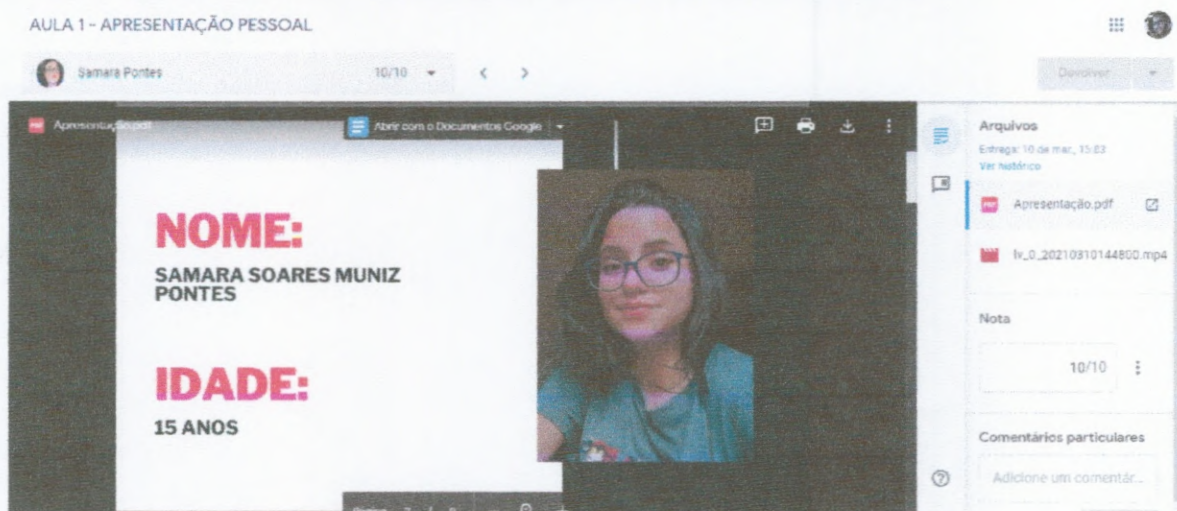 AULA 1 - APRESENTAÇÃO PESSOAL
Samara Pontes 10/10
Devolver
Apresentação.pdf
Abrir com o Documentos Google
NOME:
SAMARA SOARES MUNIZ
PONTES
IDADE:
15 ANOS
Arquivos
Entrega: 10 de mar., 15:03
Ver histórico
PDF Apresentação.pdf
lv_0_20210310144800.mp4
Nota
10/10
Comentários particulares
Adicione um comentár...